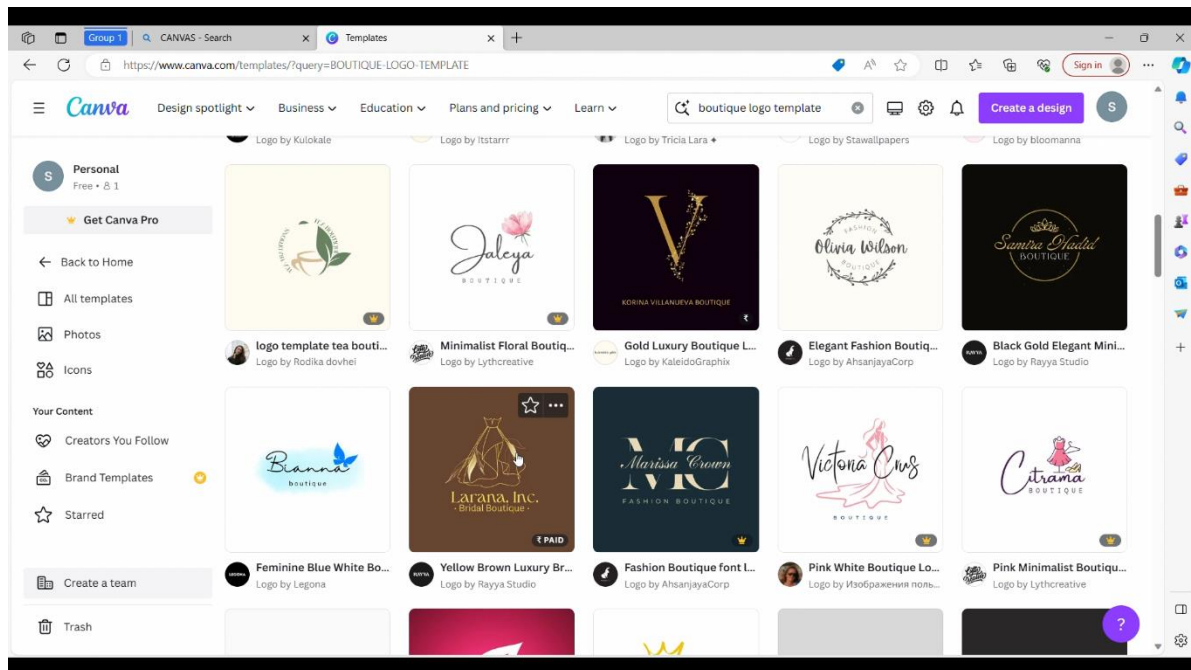 Group 1
CANVAS - Search
Templates
https://www.canva.com/templates/?query=BOUTIQUE-LOGO-TEMPLATE
Sign in
Canva
Design spotlight
Business
Education
Plans and pricing
Learn
boutique logo template
Create a design
S
S
Personal
Free • 1
Get Canva Pro
Back to Home
All templates
Photos
Icons
Your Content
Creators You Follow
Brand Templates
Starred
Create a team
Trash
Logo by Kulokale
Logo by Itstarrr
Logo by Tricia Lara
Logo by Stawallpapers
Logo by bloomanna
Jaleya
BOUTIQUE
V
KORINA VILLANUEVA BOUTIQUE
₹
FASHION
Olivia Wilson
BOUTIQUE
Samira Hadid
BOUTIQUE
logo template tea bouti...
Logo by Rodika dovhei
Minimalist Floral Boutiq...
Logo by Lythcreative
Gold Luxury Boutique L...
Logo by KaleidoGraphix
Elegant Fashion Boutiq...
Logo by AhsanjayaCorp
Black Gold Elegant Mini...
Logo by Rayya Studio
Bianna
boutique
Larana, Inc.
- Bridal Boutique -
₹ PAID
MC
Marissa Crown
FASHION BOUTIQUE
Victoria Crus
BOUTIQUE
Citrama
BOUTIQUE
Feminine Blue White Bo...
Logo by Legona
Yellow Brown Luxury Br...
Logo by Rayya Studio
Fashion Boutique font l...
Logo by AhsanjayaCorp
Pink White Boutique Lo...
Logo by Изображения поль...
Pink Minimalist Boutiqu...
Logo by Lythcreative
?